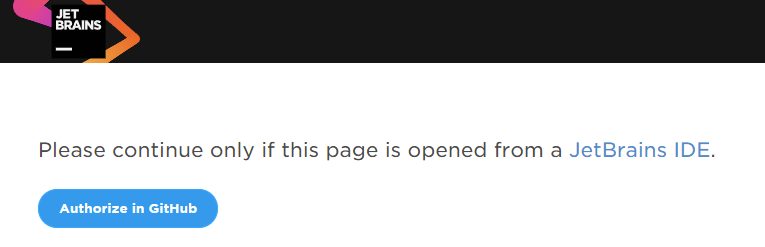 JET
BRAINS
Please continue only if this page is opened from a JetBrains IDE.
Authorize in GitHub